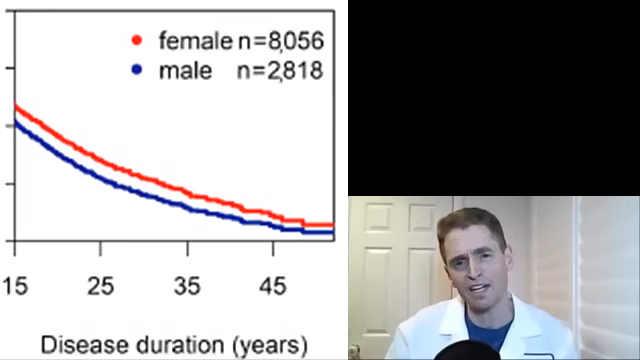 female n=8,056
male n=2,818
15 25 35 45
Disease duration (years)